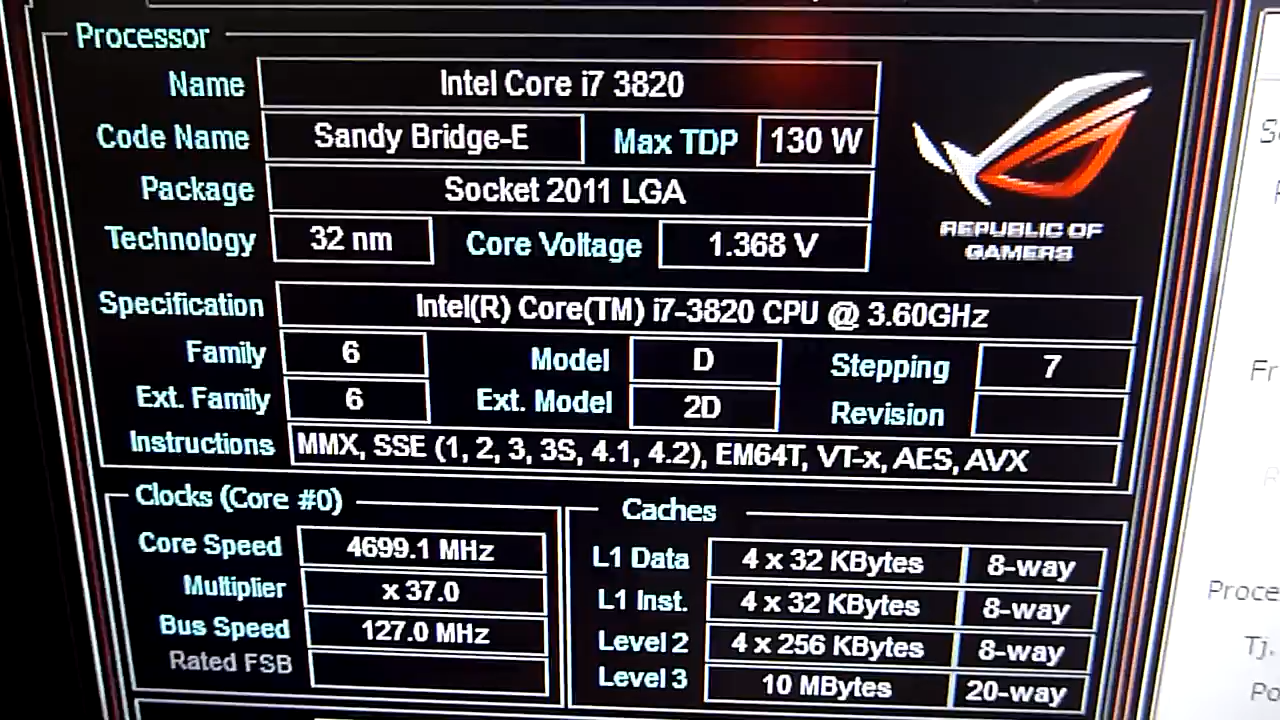 Processor
Name Intel Core i7 3820
Code Name Sandy Bridge-E Max TDP 130 W
Package Socket 2011 LGA
Technology 32 nm Core Voltage 1.368 V
REPUBLIC OF
GAMERS
Specification Intel(R) Core(TM) i7-3820 CPU @ 3.60GHz
Family 6 Model D Stepping 7
Ext. Family 6 Ext. Model 2D Revision
Instructions MMX, SSE (1, 2, 3, 3S, 4.1, 4.2), EM64T, VT-x, AES, AVX
Clocks (Core #0)
Core Speed 4699.1 MHz
Multiplier x 37.0
Bus Speed 127.0 MHz
Rated FSB
Caches
L1 Data 4 x 32 KBytes 8-way
L1 Inst. 4 x 32 KBytes 8-way
Level 2 4 x 256 KBytes 8-way
Level 3 10 MBytes 20-way
Fr
Proce
Tj.
Po